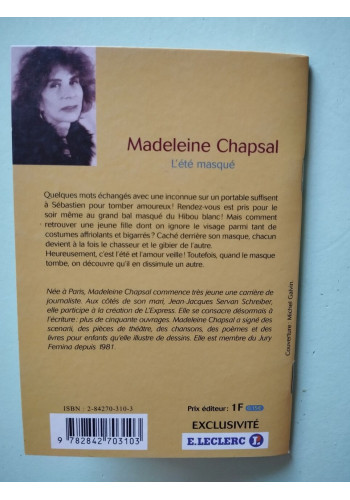 Madeleine Chapsal
L'été masqué
Quelques mots échangés avec une inconnue sur un portable suffisent
à Sébastien pour tomber amoureux! Rendez-vous est pris pour le
soir même au grand bal masqué du Hibou blanc! Mais comment
retrouver une jeune fille dont on ignore le visage parmi tant de
costumes affriolants et bigarrés? Caché derrière son masque, chacun
devient à la fois le chasseur et le gibier de l'autre.
Heureusement, c'est l'été et l'amour veille! Toutefois, quand le masque
tombe, on découvre qu'il en dissimule un autre.
Née à Paris, Madeleine Chapsal commence très jeune une carrière de
journaliste. Aux côtés de son mari, Jean-Jacques Servan Schreiber,
elle participe à la création de L'Express. Elle se consacre désormais à
l'écriture: plus de cinquante ouvrages. Madeleine Chapsal a signé des
scenarii, des pièces de théâtre, des chansons, des poèmes et des
livres pour enfants qu'elle illustre de dessins. Elle est membre du Jury
Femina depuis 1981.
Couverture: Michel Galvin
ISBN: 2-84270-310-3
9 782842 703103
Prix éditeur: 1F
EXCLUSIVITÉ
E.LECLERC L